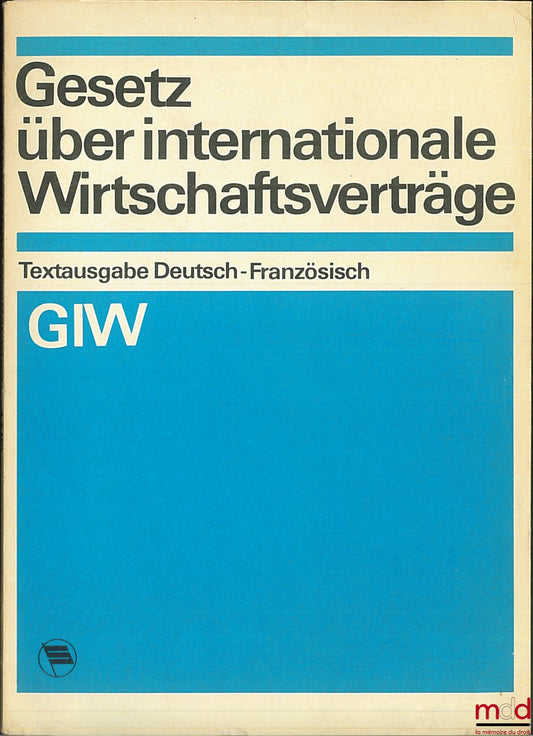 Gesetz
über internationale
Wirtschaftsverträge
Textausgabe Deutsch-Französisch
GIW
mdd
la mémoire du droit